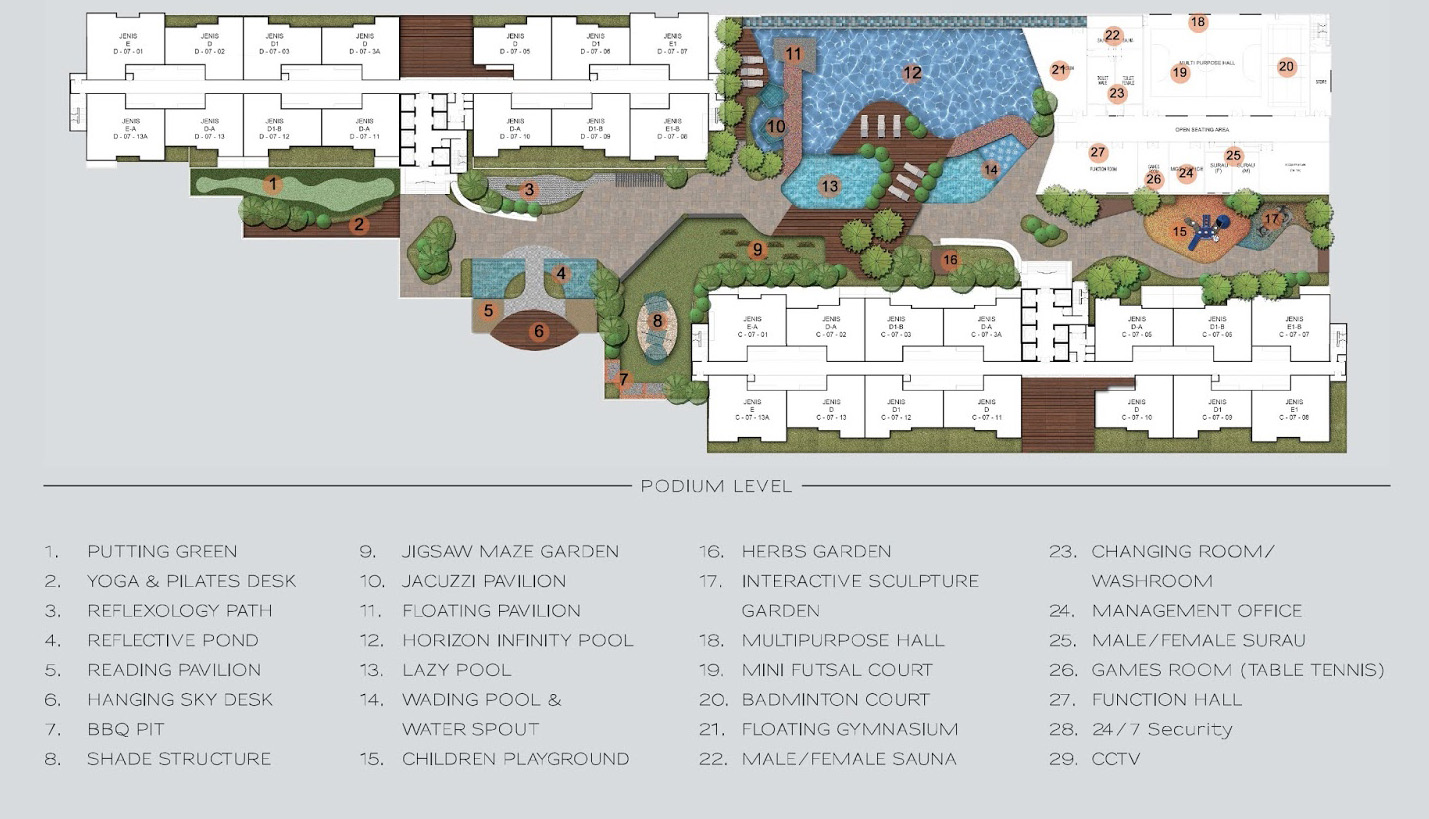 JENIS
E
D - 07 - 01
JENIS
D
D - 07 - 02
JENIS
D1
D - 07 - 03
JENIS
D
D - 07 - 3A
JENIS
D
D - 07 - 05
JENIS
D1
D - 07 - 06
JENIS
E1
D - 07 - 07
JENIS
E-A
D - 07 - 13A
JENIS
D-A
D - 07 - 13
JENIS
D1-B
D - 07 - 12
JENIS
D-A
D - 07 - 11
JENIS
D-A
D - 07 - 10
JENIS
D1-B
D - 07 - 09
JENIS
E1-B
D - 07 - 08
11
12
10
13
14
22
18
21
MULTI PURPOSE HALL
19
20
STORE
TOILET
MALE
TOILET
FEMALE
23
OPEN SEATING AREA
27
FUNCTION ROOM
GAMES
ROOM
26
24
25
SURAU
(F)
SURAU
(M)
1
2
3
4
5
6
7
8
9
16
15
17
JENIS
E-A
C - 07 - 01
JENIS
D-A
C - 07 - 02
JENIS
D1-B
C - 07 - 03
JENIS
D-A
C - 07 - 3A
JENIS
D-A
C - 07 - 05
JENIS
D1-B
C - 07 - 06
JENIS
E1-B
C - 07 - 07
JENIS
E
C - 07 - 13A
JENIS
D
C - 07 - 13
JENIS
D1
C - 07 - 12
JENIS
D
C - 07 - 11
JENIS
D
C - 07 - 10
JENIS
D1
C - 07 - 09
JENIS
E1
C - 07 - 08
PODIUM LEVEL
1. PUTTING GREEN
2. YOGA & PILATES DESK
3. REFLEXOLOGY PATH
4. REFLECTIVE POND
5. READING PAVILION
6. HANGING SKY DESK
7. BBQ PIT
8. SHADE STRUCTURE
9. JIGSAW MAZE GARDEN
10. JACUZZI PAVILION
11. FLOATING PAVILION
12. HORIZON INFINITY POOL
13. LAZY POOL
14. WADING POOL &
WATER SPOUT
15. CHILDREN PLAYGROUND
16. HERBS GARDEN
17. INTERACTIVE SCULPTURE
GARDEN
18. MULTIPURPOSE HALL
19. MINI FUTSAL COURT
20. BADMINTON COURT
21. FLOATING GYMNASIUM
22. MALE/FEMALE SAUNA
23. CHANGING ROOM/
WASHROOM
24. MANAGEMENT OFFICE
25. MALE/FEMALE SURAU
26. GAMES ROOM (TABLE TENNIS)
27. FUNCTION HALL
28. 24/7 Security
29. CCTV